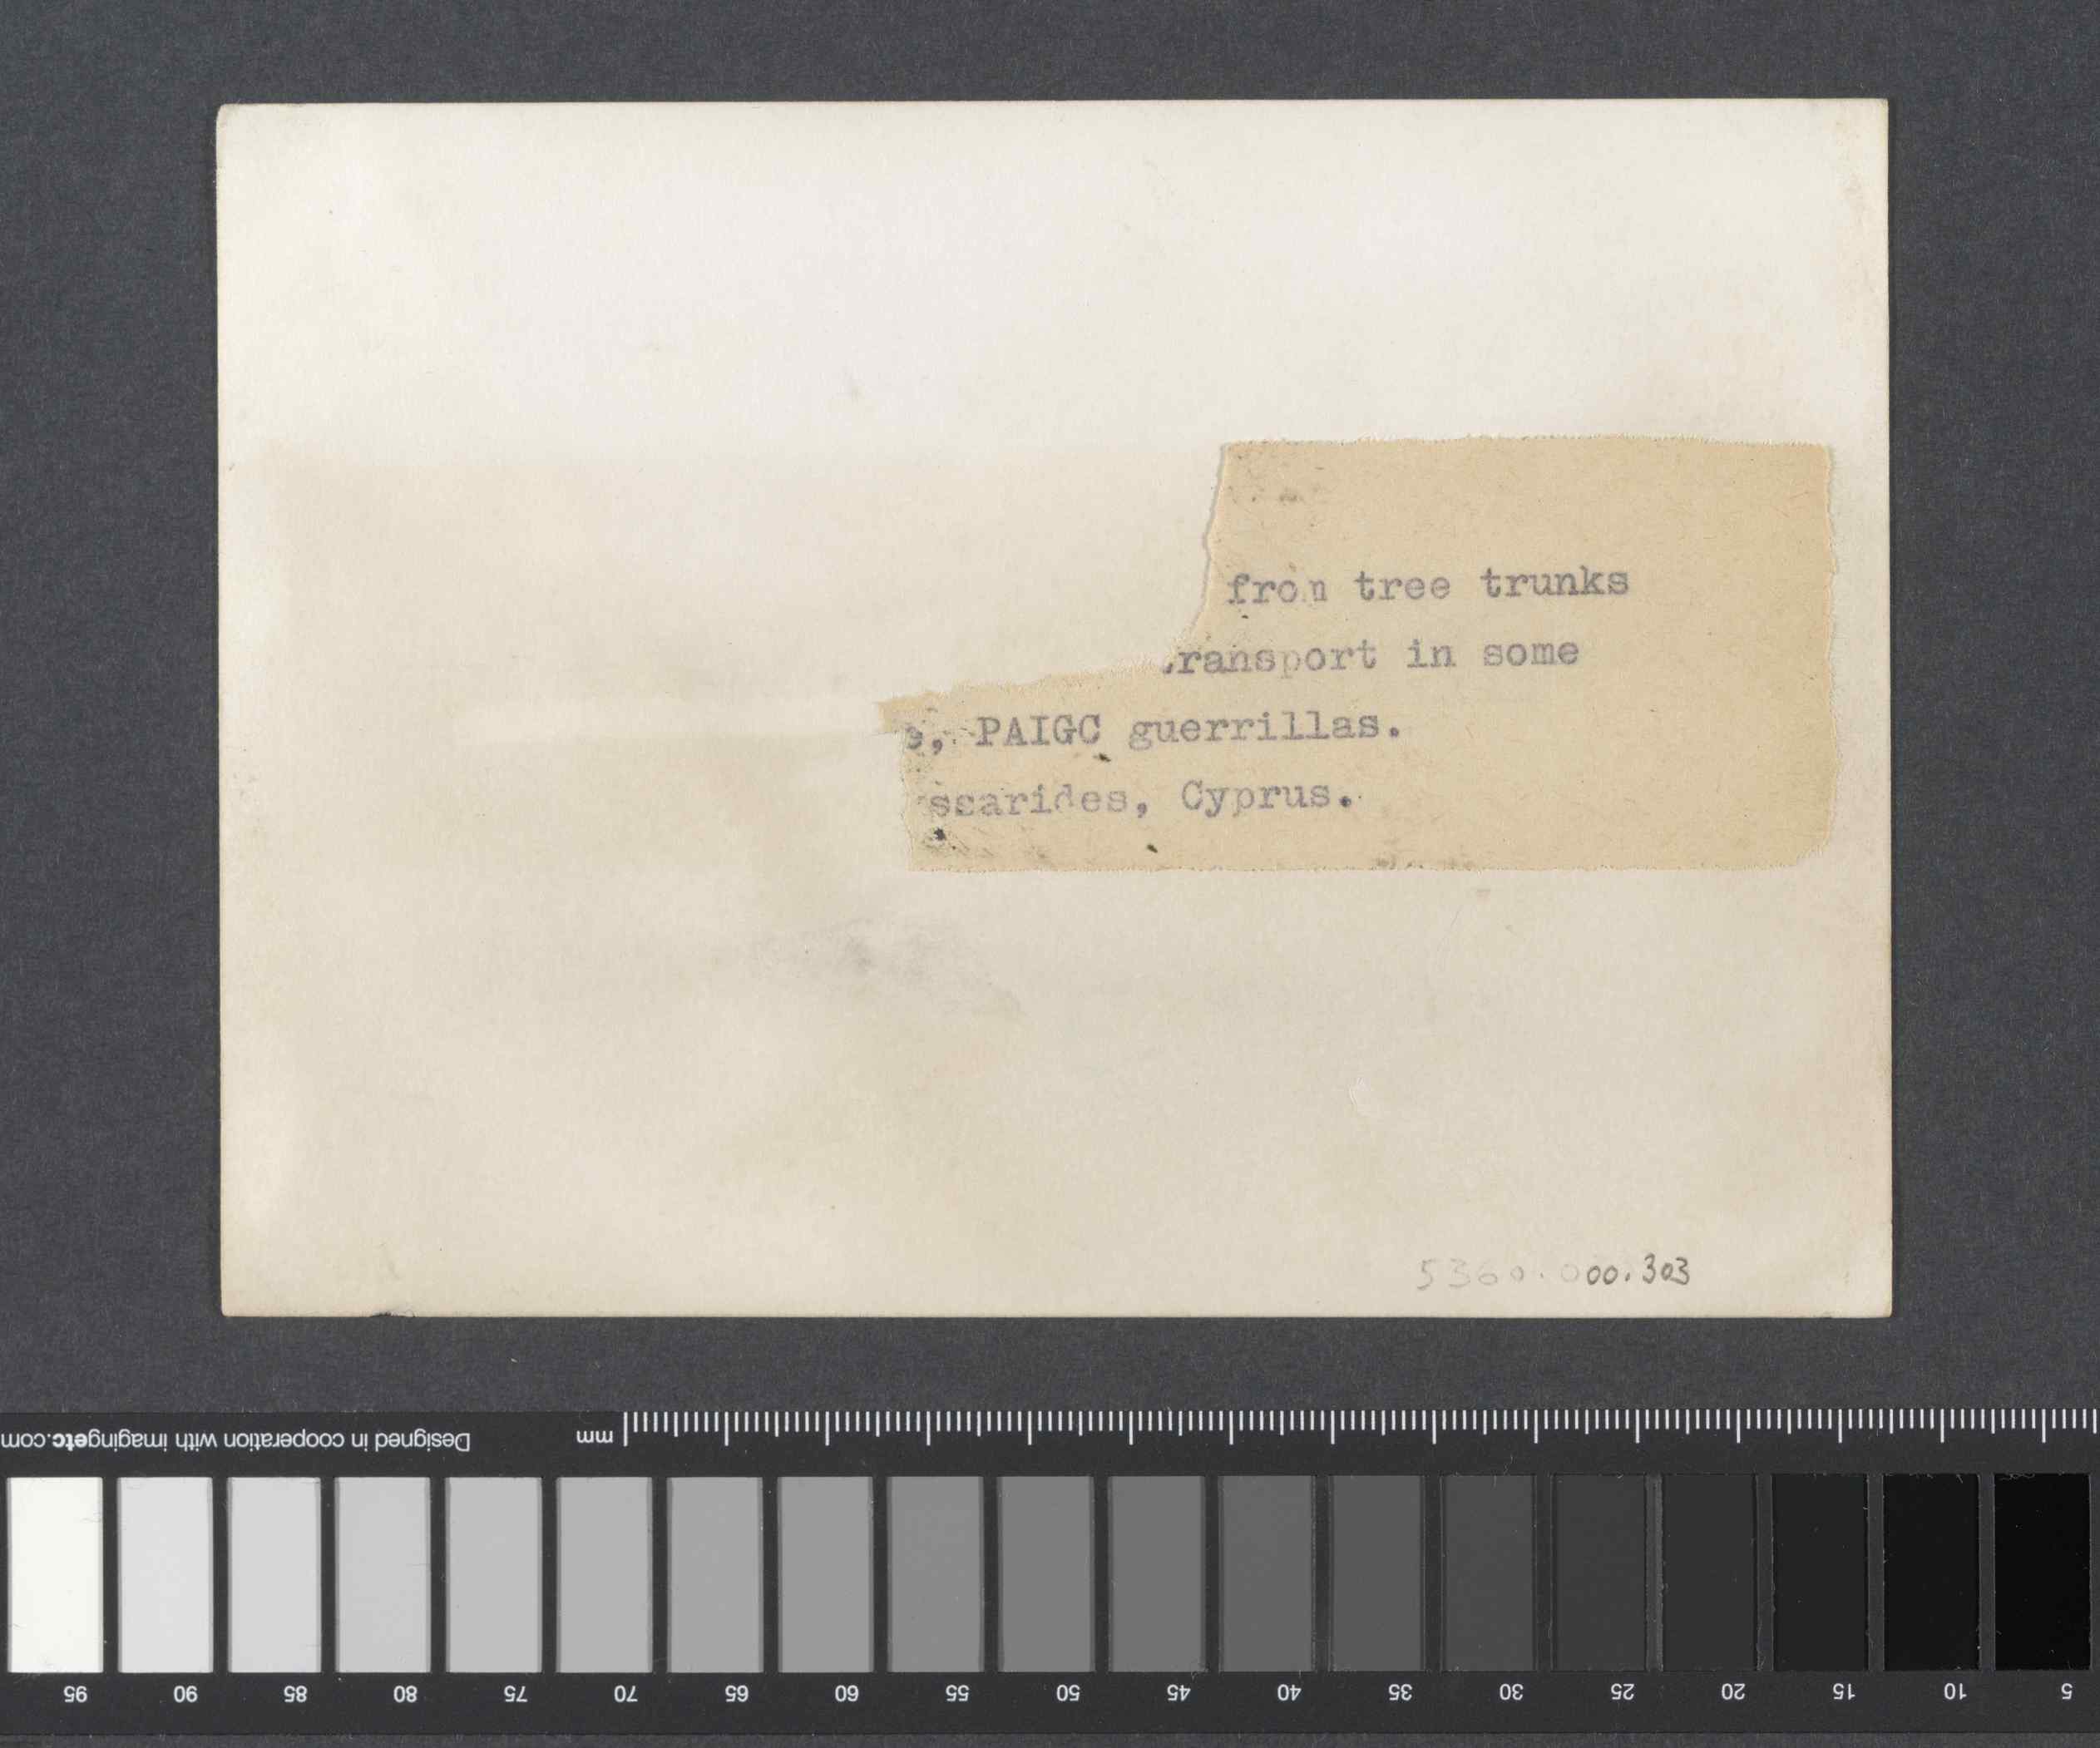 from tree trunks
transport in some
e, PAIGC guerrillas.
ssarides, Cyprus.
5360.000.303
Designed in cooperation with imagingetc.com
mm
95 90 85 80 75 70 65 60 55 50 45 40 35 30 25 20 15 10 5